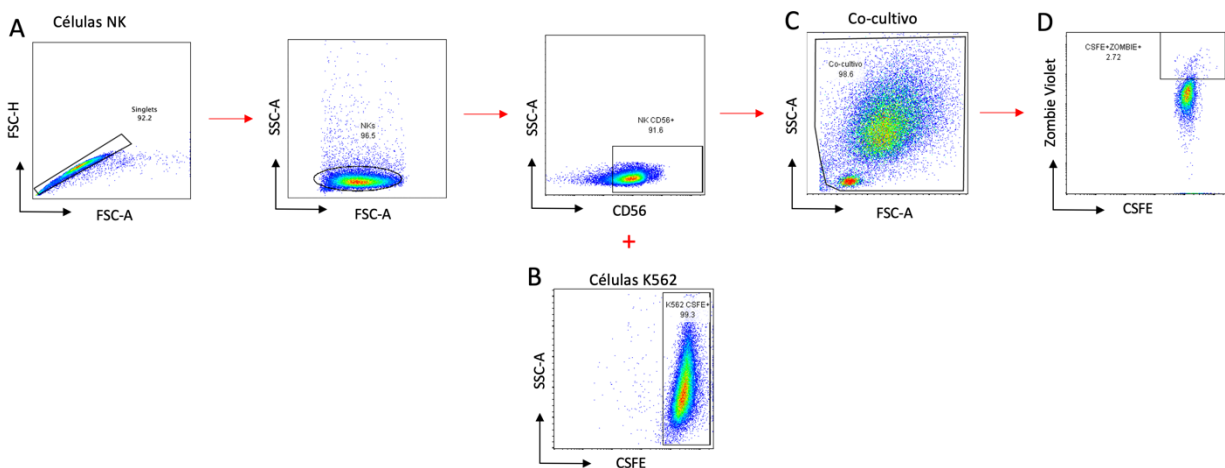 A
Células NK
FSC-H
Singlets
92.2
FSC-A
SSC-A
NKs
96.5
FSC-A
SSC-A
NK CD56+
91.6
CD56
+
B
Células K562
SSC-A
K562 CSFE+
99.3
CSFE
C
Co-cultivo
SSC-A
Co-cultivo
98.6
FSC-A
D
Zombie Violet
CSFE+ZOMBIE+
2.72
CSFE